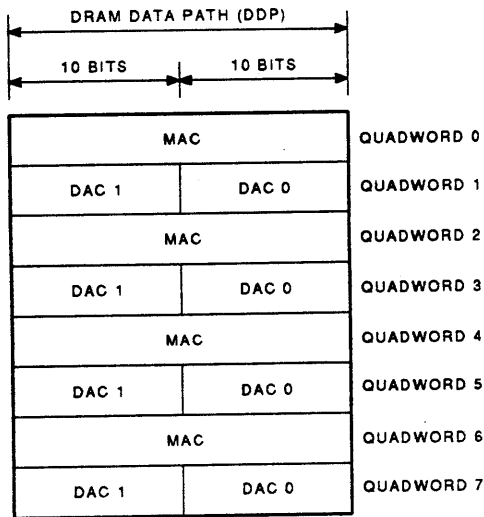 DRAM DATA PATH (DDP)
10 BITS 10 BITS
MAC QUADWORD 0
DAC 1 DAC 0 QUADWORD 1
MAC QUADWORD 2
DAC 1 DAC 0 QUADWORD 3
MAC QUADWORD 4
DAC 1 DAC 0 QUADWORD 5
MAC QUADWORD 6
DAC 1 DAC 0 QUADWORD 7